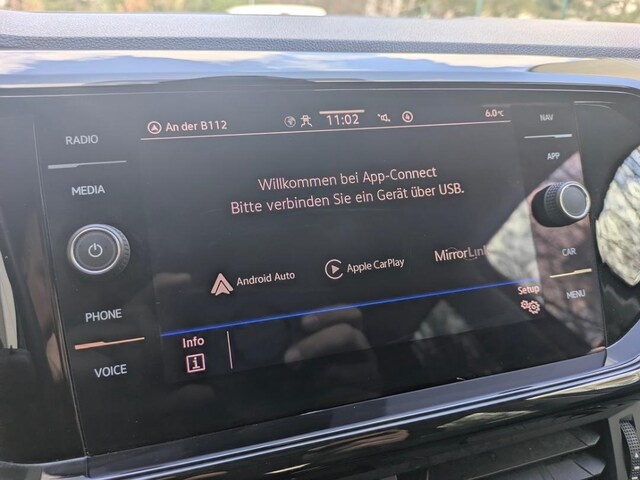 RADIO
MEDIA
PHONE
VOICE
An der B112
11:02
4
6.0°C
Willkommen bei App-Connect
Bitte verbinden Sie ein Gerät über USB.
Android Auto
Apple CarPlay
MirrorLink
Setup
Info
i
NAV
APP
CAR
MENU